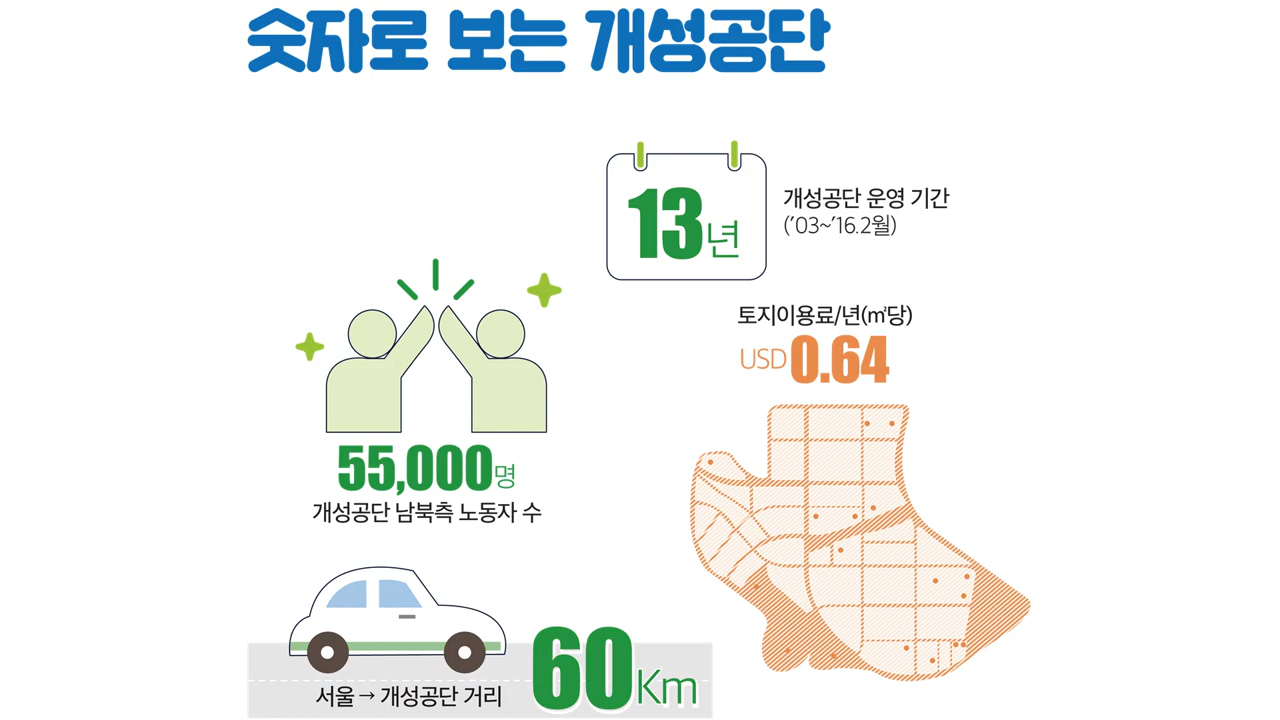 숫자로 보는 개성공단
13년
개성공단 운영 기간
(’03~’16.2월)
토지이용료/년(㎡당)
USD 0.64
55,000명
개성공단 남북측 노동자 수
서울 → 개성공단 거리
60Km